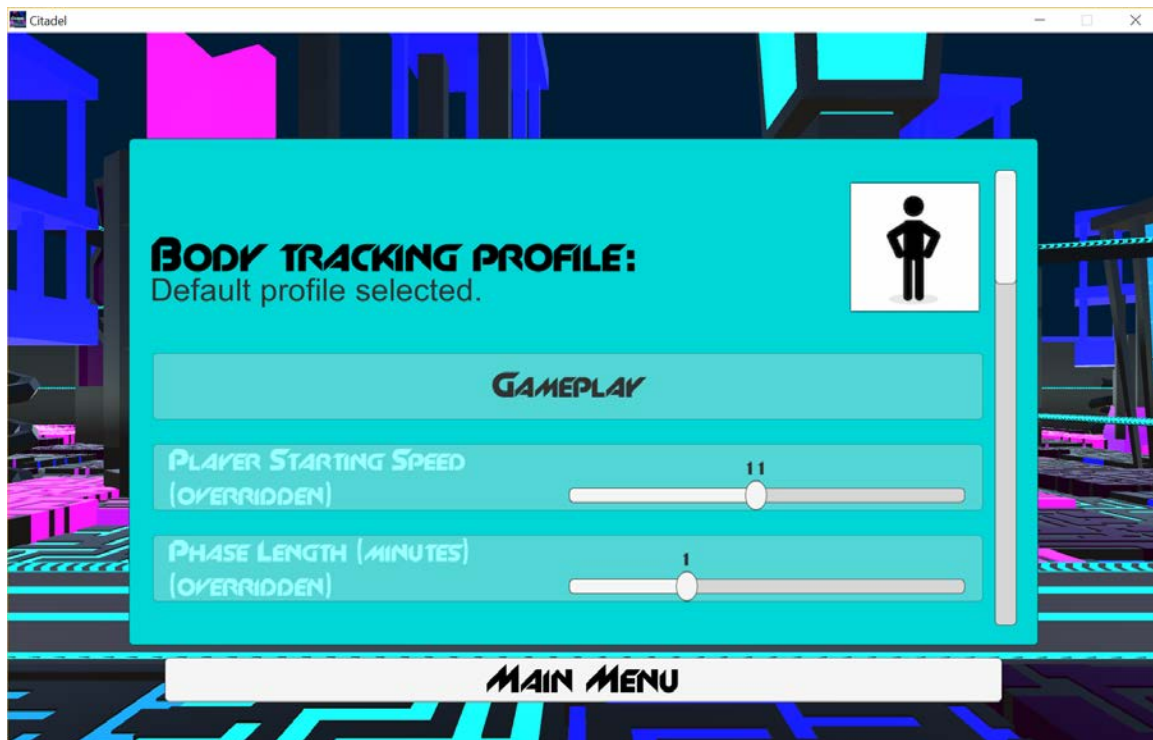 Citadel
Body tracking profile:
Default profile selected.
Gameplay
Player Starting Speed
(overridden)
11
Phase Length (minutes)
(overridden)
1
Main Menu